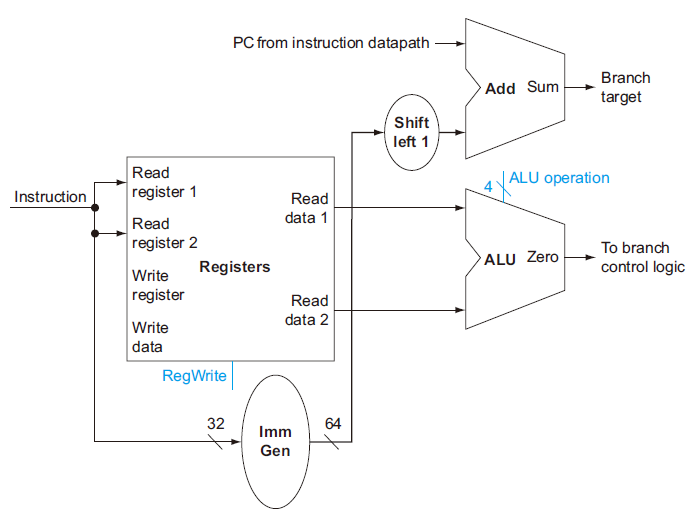 PC from instruction datapath
Add
Sum
Branch
target
Shift
left 1
Instruction
Read
register 1
Read
register 2
Write
register
Write
data
Registers
Read
data 1
Read
data 2
RegWrite
4
ALU operation
ALU
Zero
To branch
control logic
32
Imm
Gen
64